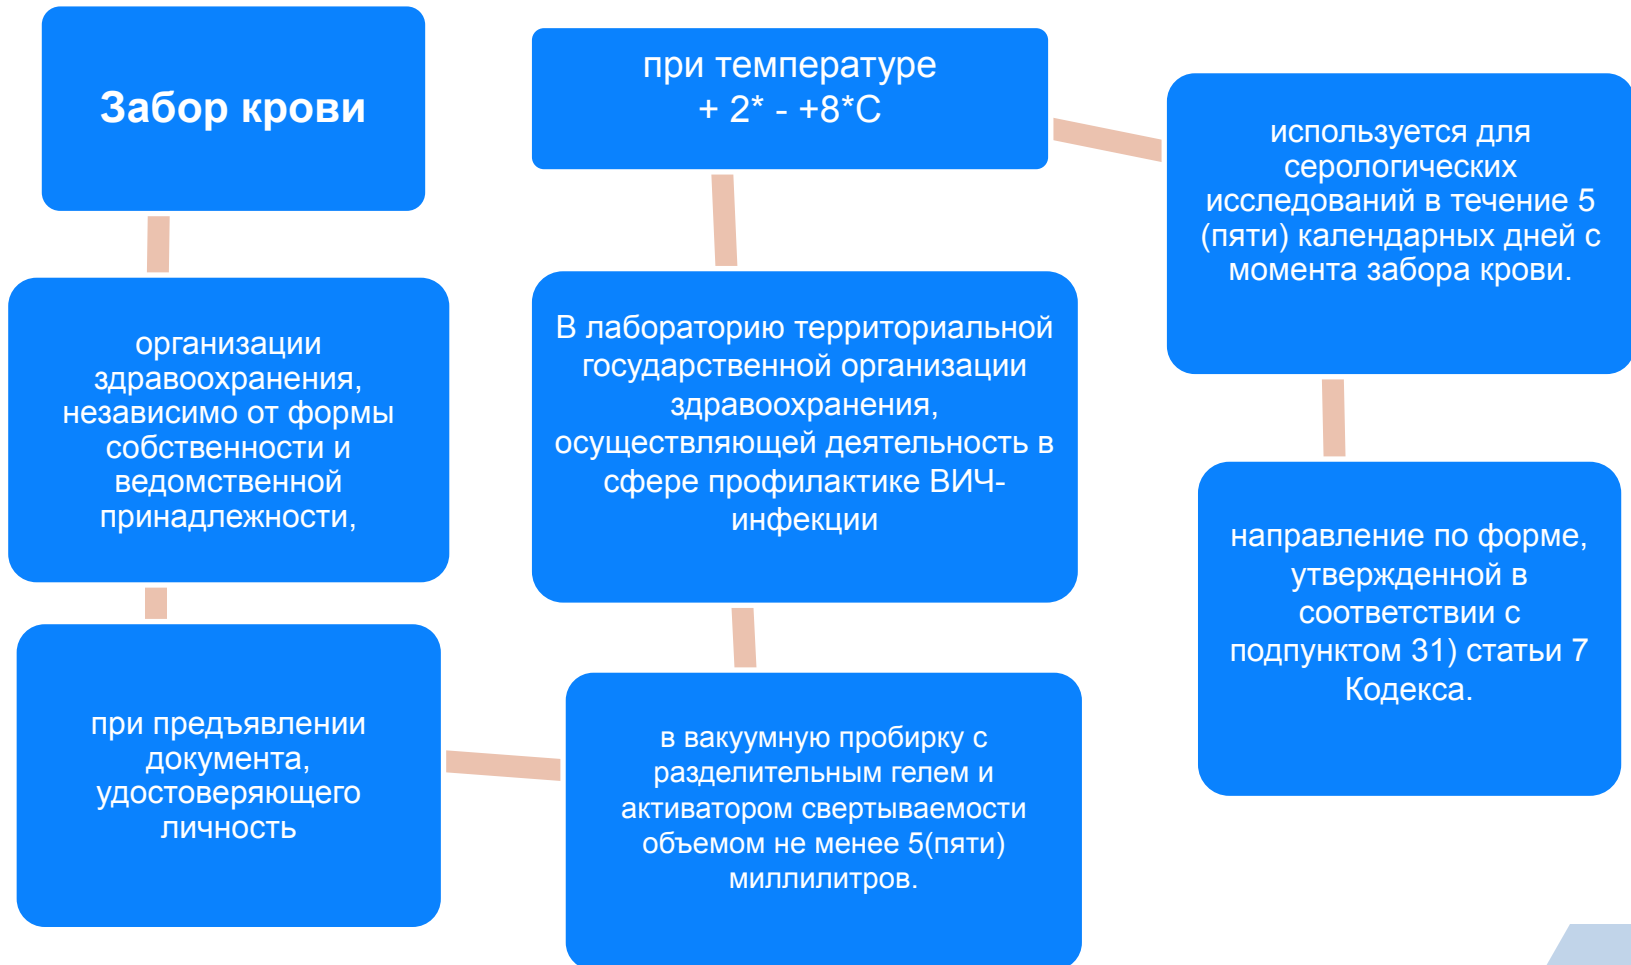 Забор крови
организации
здравоохранения,
независимо от формы
собственности и
ведомственной
принадлежности,
при предъявлении
документа,
удостоверяющего
личность
в вакуумную пробирку с
разделительным гелем и
активатором свертываемости
объемом не менее 5(пяти)
миллилитров.
В лабораторию территориальной
государственной организации
здравоохранения,
осуществляющей деятельность в
сфере профилактике ВИЧ-
инфекции
при температуре
+ 2* - +8*С
используется для
серологических
исследований в течение 5
(пяти) календарных дней с
момента забора крови.
направление по форме,
утвержденной в
соответствии с
подпунктом 31) статьи 7
Кодекса.